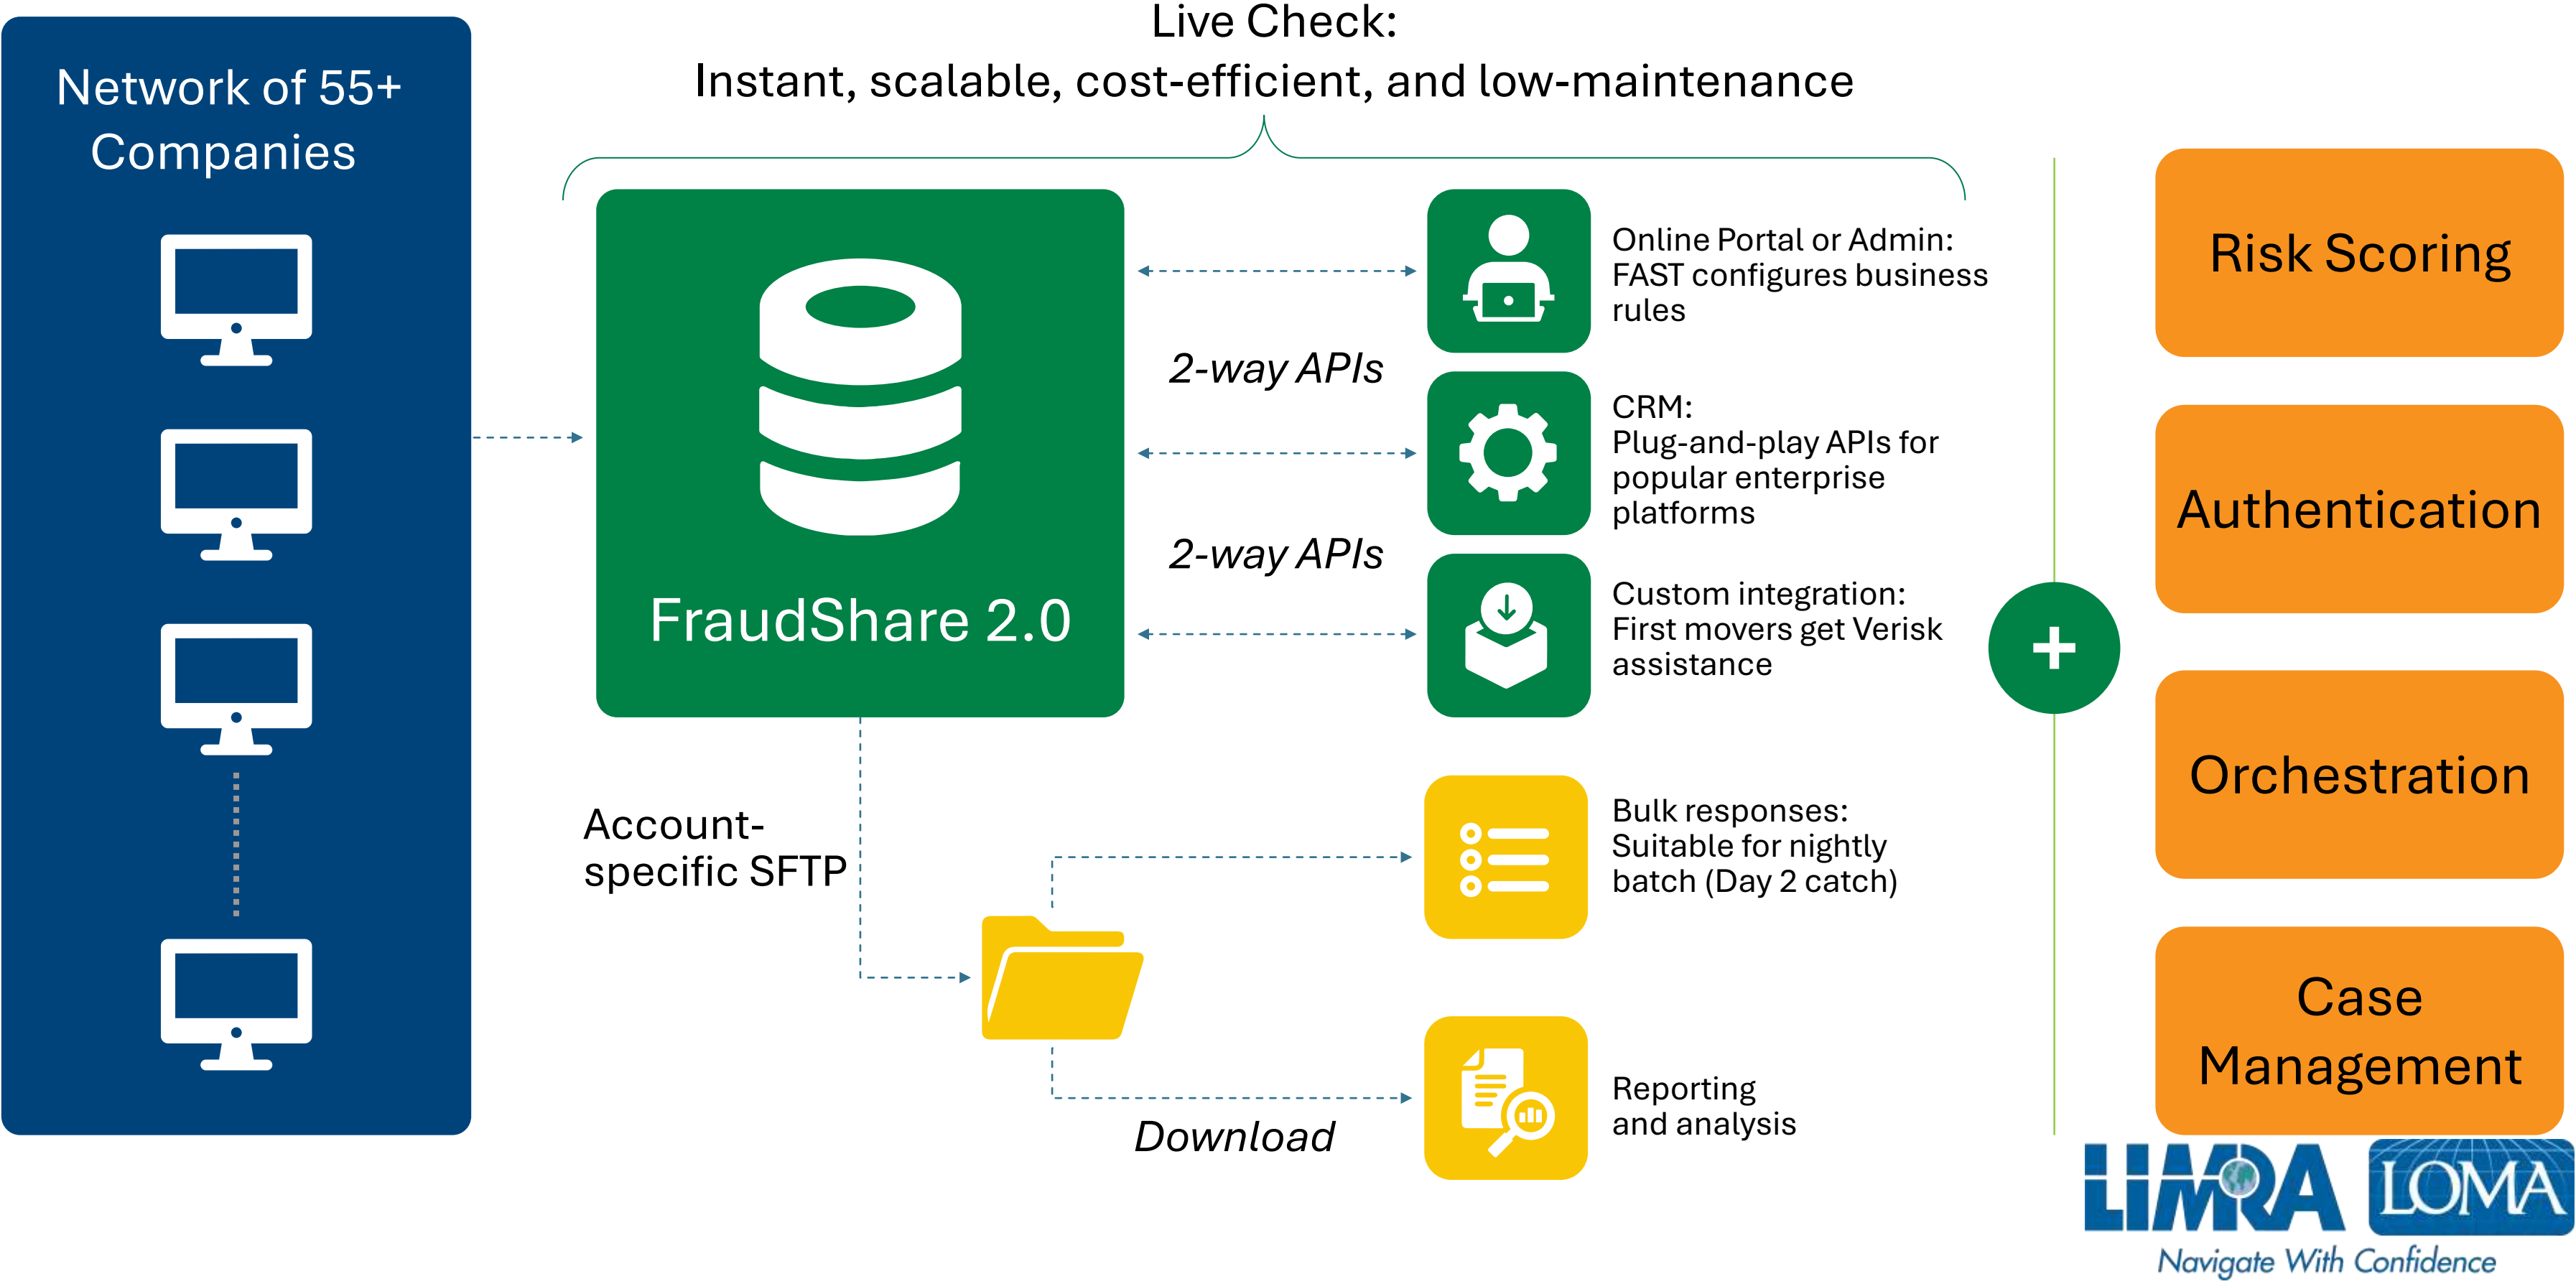 Live Check:
Instant, scalable, cost-efficient, and low-maintenance
Network of 55+
Companies
FraudShare 2.0
2-way APIs
2-way APIs
Online Portal or Admin:
FAST configures business
rules
CRM:
Plug-and-play APIs for
popular enterprise
platforms
Custom integration:
First movers get Verisk
assistance
Account-
specific SFTP
Bulk responses:
Suitable for nightly
batch (Day 2 catch)
Download
Reporting
and analysis
+
Risk Scoring
Authentication
Orchestration
Case
Management
LIMRA LOMA
Navigate With Confidence